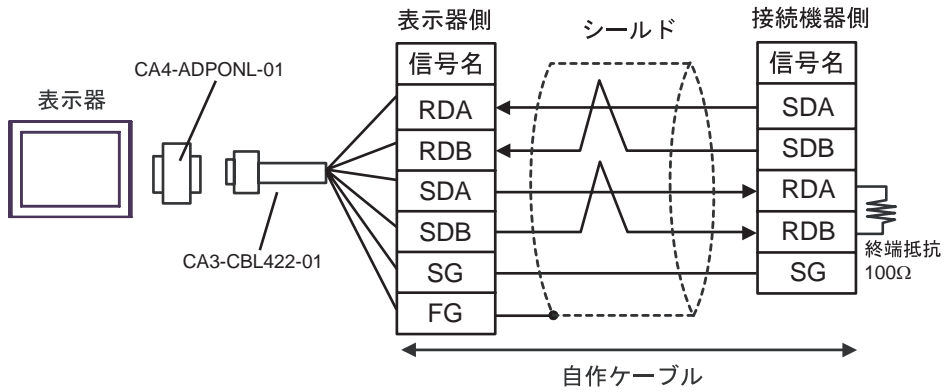 表示器側
シールド
接続機器側
信号名
信号名
CA4-ADPONL-01
表示器
RDA
SDA
RDB
SDB
SDA
RDA
SDB
RDB
SG
SG
FG
CA3-CBL422-01
終端抵抗
100Ω
自作ケーブル